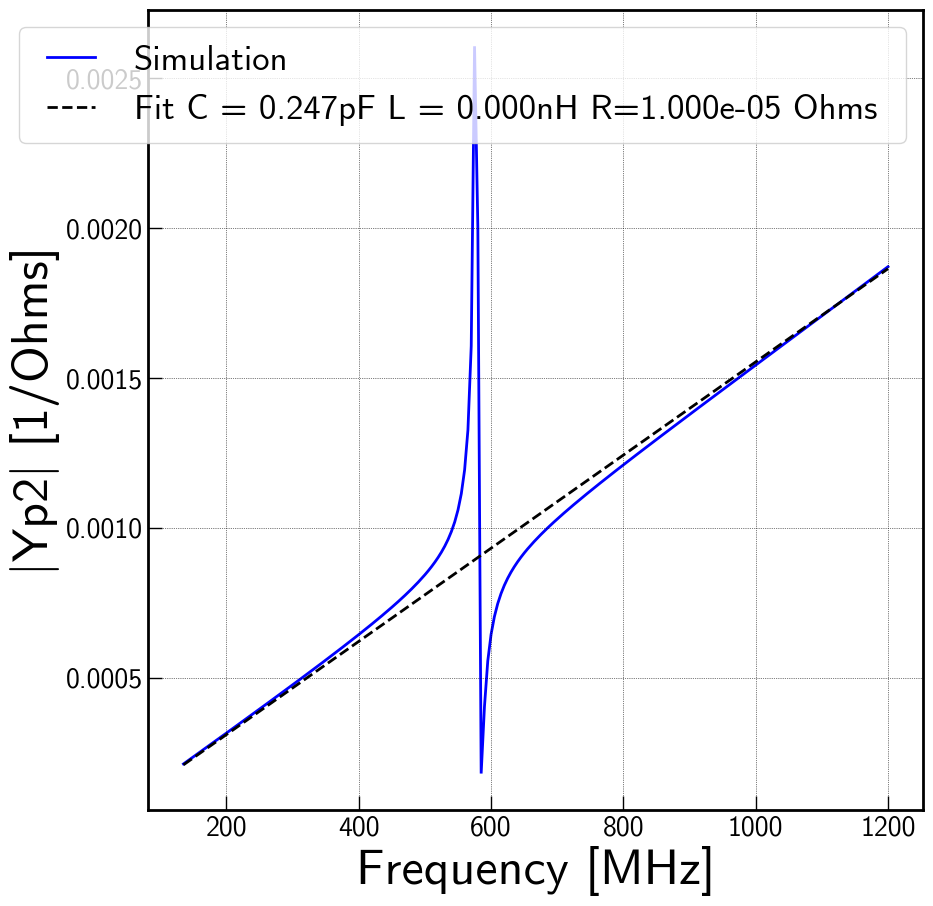 Simulation
Fit C = 0.247pF L = 0.000nH R=1.000e-05 Ohms
|Yp2| [1/Ohms]
0.0025
0.0020
0.0015
0.0010
0.0005
200 400 600 800 1000 1200
Frequency [MHz]